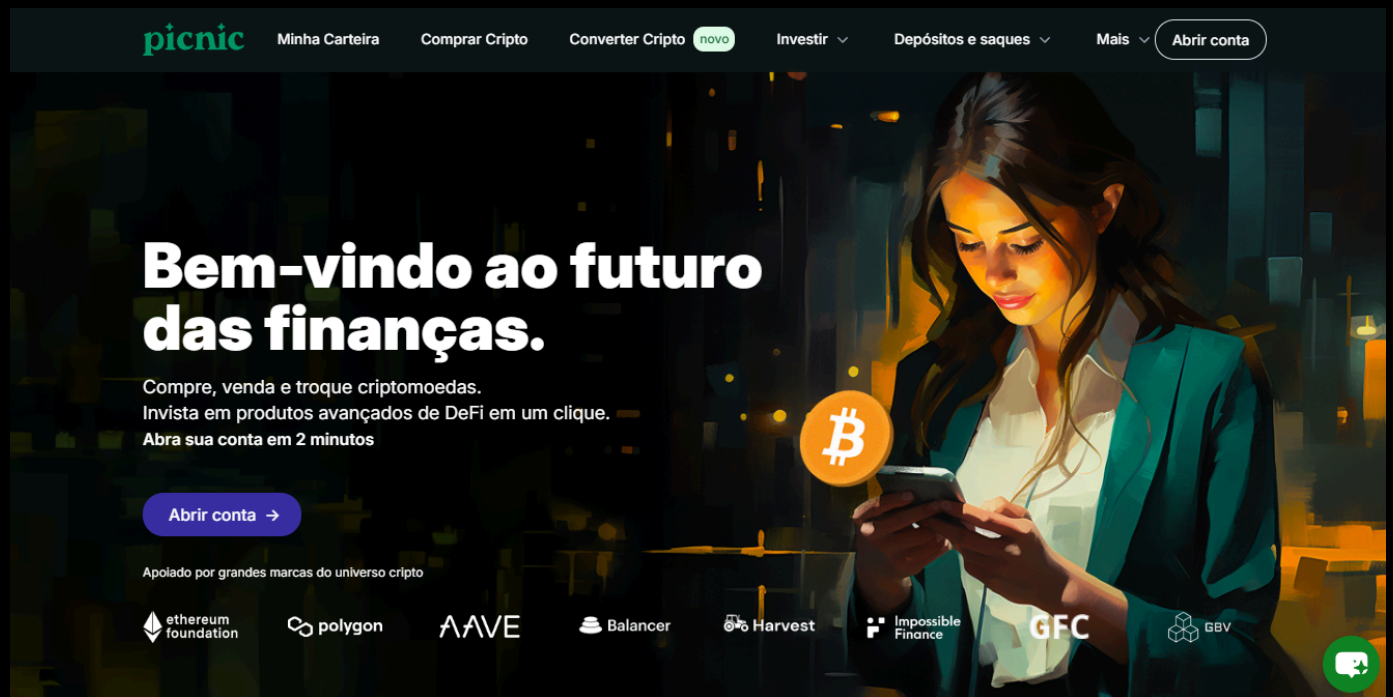 picnic
Minha Carteira
Comprar Cripto
Converter Cripto novo
Investir
Depósitos e saques
Mais
Abrir conta
Bem-vindo ao futuro
das finanças.
Compre, venda e troque criptomoedas.
Invista em produtos avançados de DeFi em um clique.
Abra sua conta em 2 minutos
Abrir conta →
Apoiado por grandes marcas do universo cripto
ethereum
foundation
polygon
AAVE
Balancer
Harvest
Impossible
Finance
GFC
GBV